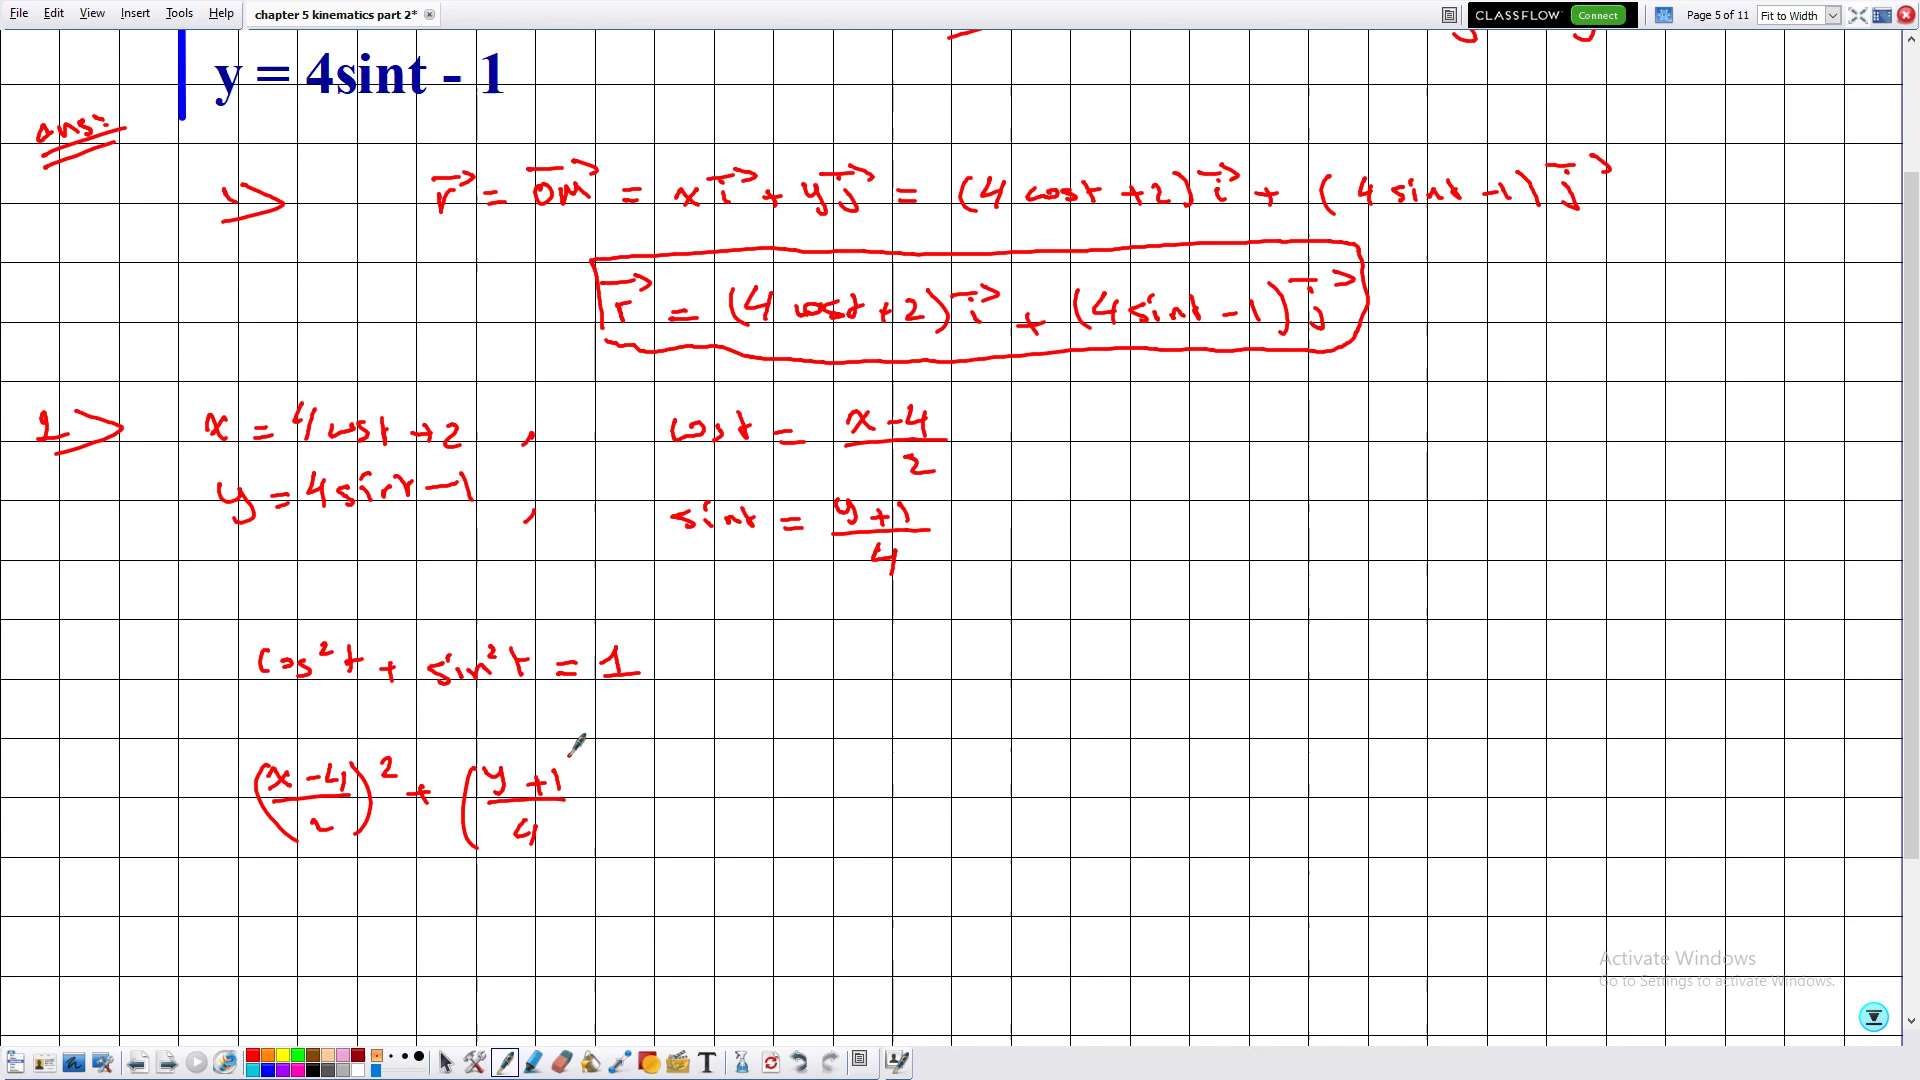 File Edit View Insert Tools Help chapter 5 kinematics part 2* CLASSFLOW Connect Page 5 of 11 Fit to Width
y = 4sint - 1
Ans:
r⃗ = OM⃗ = x i⃗ + y j⃗ = (4 cost + 2) i⃗ + (4 sint - 1) j⃗
r⃗ = (4 cost + 2) i⃗ + (4 sint - 1) j⃗
1> x = 4 cost + 2 , cost = (x - 4)/2
y = 4 sint - 1 , sint = (y + 1)/4
cos² t + sin² t = 1
((x - 4)/2)² + ((y + 1)/4
Activate Windows
Go to Settings to activate Windows.
T